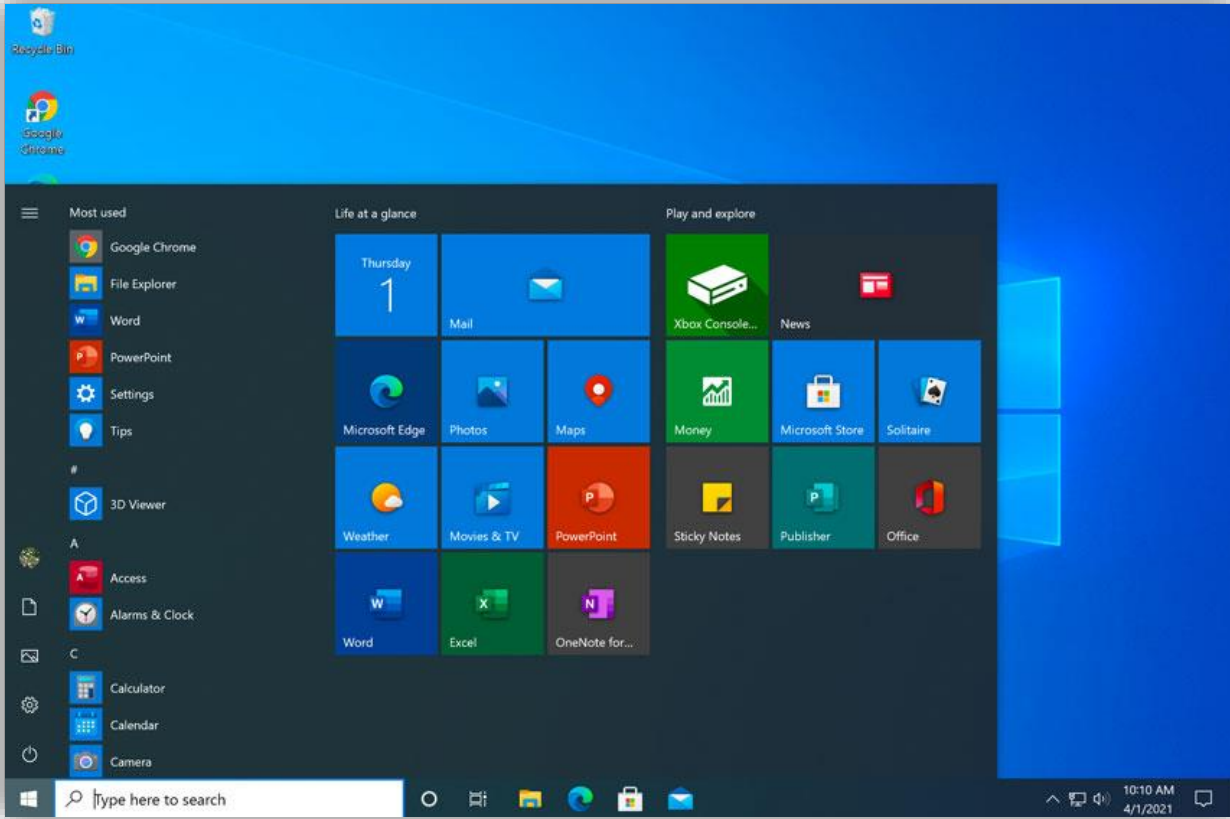 Recycle Bin
Google
Chrome
Most used
Google Chrome
File Explorer
Word
PowerPoint
Settings
Tips
#
3D Viewer
A
Access
Alarms & Clock
C
Calculator
Calendar
Camera
Life at a glance
Thursday
1
Mail
Microsoft Edge
Photos
Maps
Weather
Movies & TV
PowerPoint
Word
Excel
OneNote for...
Play and explore
Xbox Console...
News
Money
Microsoft Store
Solitaire
Sticky Notes
Publisher
Office
Type here to search
10:10 AM
4/1/2021